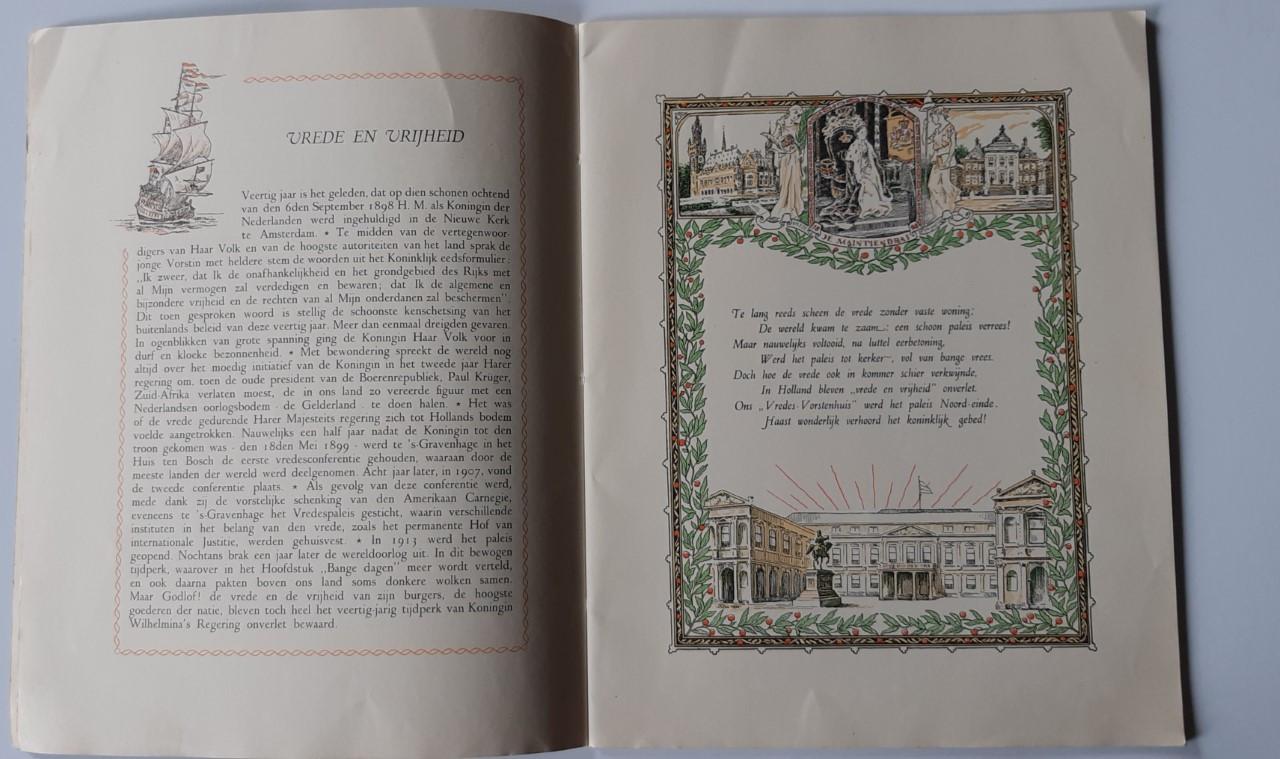 VREDE EN VRIJHEID
Veertig jaar is het geleden, dat op dien schonen ochtend
van den 6den September 1898 H. M. als Koningin der
Nederlanden werd ingehuldigd in de Nieuwe Kerk
te Amsterdam. * Te midden van de vertegenwoor-
digers van Haar Volk en van de hoogste autoriteiten van het land sprak de
jonge Vorstin met heldere stem de woorden uit het Koninklijk eedsformulier:
„Ik zweer, dat Ik de onafhankelijkheid en het grondgebied des Rijks met
al Mijn vermogen zal verdedigen en bewaren; dat Ik de algemene en
bijzondere vrijheid en de rechten van al Mijn onderdanen zal beschermen”.
Dit toen gesproken woord is stellig de schoonste kenschetsing van het
buitenlands beleid van deze veertig jaar. Meer dan eenmaal dreigden gevaren.
In ogenblikken van grote spanning ging de Koningin Haar Volk voor in
durf en kloeke bezonnenheid. * Met bewondering spreekt de wereld nog
altijd over het moedig initiatief van de Koningin in het tweede jaar Harer
regering om, toen de oude president van de Boerenrepubliek, Paul Krüger,
Zuid-Afrika verlaten moest, de in ons land zo vereerde figuur met een
Nederlandsen oorlogsbodem - de Gelderland - te doen halen. * Het was
of de vrede gedurende Harer Majesteits regering zich tot Hollands bodem
voelde aangetrokken. Nauwelijks een half jaar nadat de Koningin tot den
troon gekomen was - den 18den Mei 1899 - werd te 's-Gravenhage in het
Huis ten Bosch de eerste vredesconferentie gehouden, waaraan door de
meeste landen der wereld werd deelgenomen. Acht jaar later, in 1907, vond
de tweede conferentie plaats. * Als gevolg van deze conferentie werd,
mede dank zij de vorstelijke schenking van den Amerikaan Carnegie,
eveneens te 's-Gravenhage het Vredespaleis gesticht, waarin verschillende
instituten in het belang van den vrede, zoals het permanente Hof van
internationale Justitie, werden gehuisvest. * In 1913 werd het paleis
geopend. Nochtans brak een jaar later de wereldoorlog uit. In dit bewogen
tijdperk, waarover in het Hoofdstuk „Bange dagen” meer wordt verteld,
en ook daarna pakten boven ons land soms donkere wolken samen.
Maar Godlof! de vrede en de vrijheid van zijn burgers, de hoogste
goederen der natie, bleven toch heel het veertig-jarig tijdperk van Koningin
Wilhelmina's Regering onverlet bewaard.
JE MAINTIENDRAI
Te lang reeds scheen de vrede zonder vaste woning:
De wereld kwam te zaam: een schoon paleis verrees!
Maar nauwelijks voltooid, na luttel eerbetoning,
Werd het paleis tot kerker, vol van bange vrees.
Doch hoe de vrede ook in kommer schier verkwijnde,
In Holland bleven „vrede en vrijheid” onverlet.
Ons „Vredes-Vorstenhuis” werd het paleis Noord-einde.
Haast wonderlijk verhoord het koninklijk gebed!